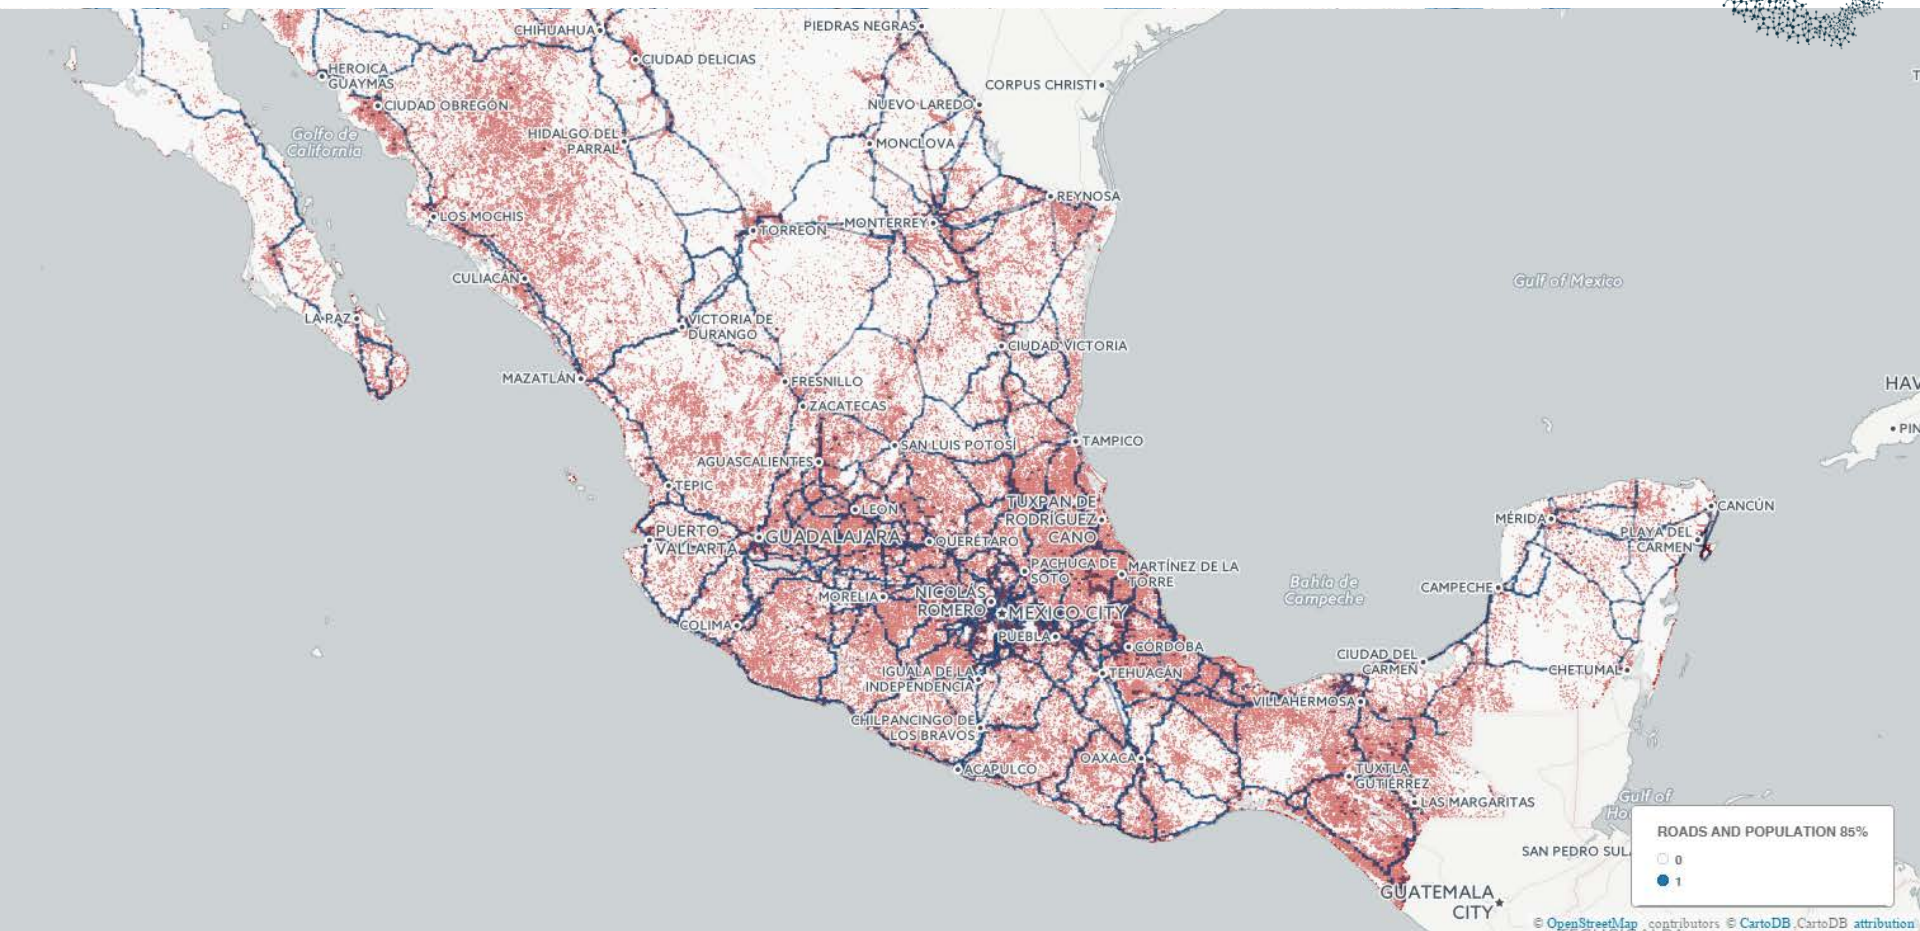 CHIHUAHUA
PIEDRAS NEGRAS
CIUDAD DELICIAS
HEROICA
GUAYMAS
CORPUS CHRISTI
CIUDAD OBREGÓN
NUEVO LAREDO
Golfo de
California
HIDALGO DEL
PARRAL
MONCLOVA
REYNOSA
LOS MOCHIS
TORREÓN
MONTERREY
CULIACÁN
Gulf of Mexico
LA PAZ
VICTORIA DE
DURANGO
CIUDAD VICTORIA
MAZATLÁN
FRESNILLO
HAV
ZACATECAS
PIN
SAN LUIS POTOSÍ
TAMPICO
AGUASCALIENTES
TEPIC
LEÓN
TUXPAN DE
RODRÍGUEZ
CANO
CANCÚN
MÉRIDA
PUERTO
VALLARTA
GUADALAJARA
QUERÉTARO
PLAYA DEL
CARMEN
PACHUCA DE
SOTO
MARTÍNEZ DE LA
TORRE
Bahía de
Campeche
CAMPECHE
MORELIA
NICOLÁS
ROMERO
MEXICO CITY
COLIMA
PUEBLA
CÓRDOBA
CIUDAD DEL
CARMEN
CHETUMAL
IGUALA DE LA
INDEPENDENCIA
TEHUACÁN
VILLAHERMOSA
CHILPANCINGO DE
LOS BRAVOS
OAXACA
ACAPULCO
TUXTLA
GUTIÉRREZ
LAS MARGARITAS
Gulf of
Ho
ROADS AND POPULATION 85%
0
1
SAN PEDRO SUL
GUATEMALA
CITY
© OpenStreetMap contributors © CartoDB ,CartoDB attribution